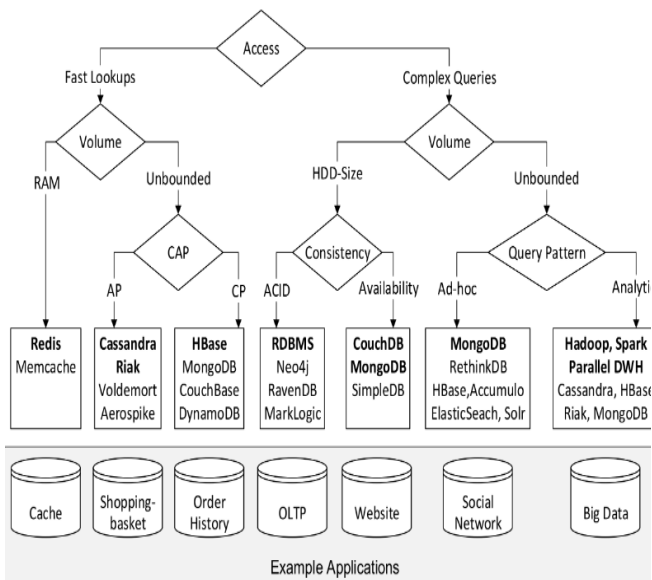 Access
Fast Lookups
Complex Queries
Volume
Volume
RAM
Unbounded
HDD-Size
Unbounded
CAP
Consistency
Query Pattern
AP
CP
ACID
Availability
Ad-hoc
Analytic
Redis
Memcache
Cassandra
Riak
Voldemort
Aerospike
HBase
MongoDB
CouchBase
DynamoDB
RDBMS
Neo4j
RavenDB
MarkLogic
CouchDB
MongoDB
SimpleDB
MongoDB
RethinkDB
HBase,Accumulo
ElasticSeach, Solr
Hadoop, Spark
Parallel DWH
Cassandra, HBase
Riak, MongoDB
Cache
Shopping-
basket
Order
History
OLTP
Website
Social
Network
Big Data
Example Applications